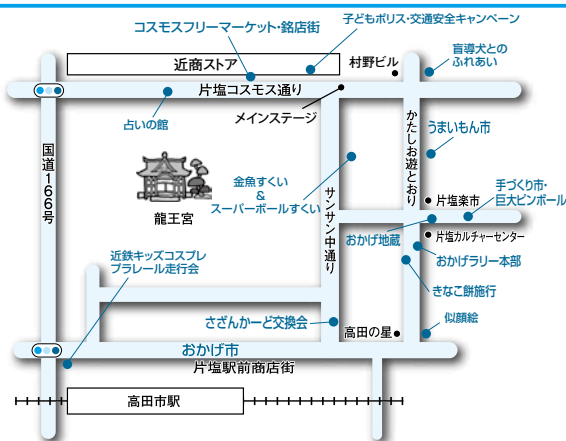 子どもポリス・交通安全キャンペーン
コスモスフリーマーケット・銘店街
盲導犬との
ふれあい
近商ストア
村野ビル
片塩コスモス通り
占いの館
メインステージ
かたしお遊とおり
うまいもん市
国道166号
龍王宮
金魚すくい
&
スーパーボールすくい
サンサン中通り
手づくり市・
巨大ピンボール
片塩楽市
おかげ地蔵
片塩カルチャーセンター
おかげラリー本部
近鉄キッズコスプレ
プラレール走行会
きなこ餅施行
さざんかーど交換会
高田の星
似顔絵
おかげ市
片塩駅前商店街
高田市駅